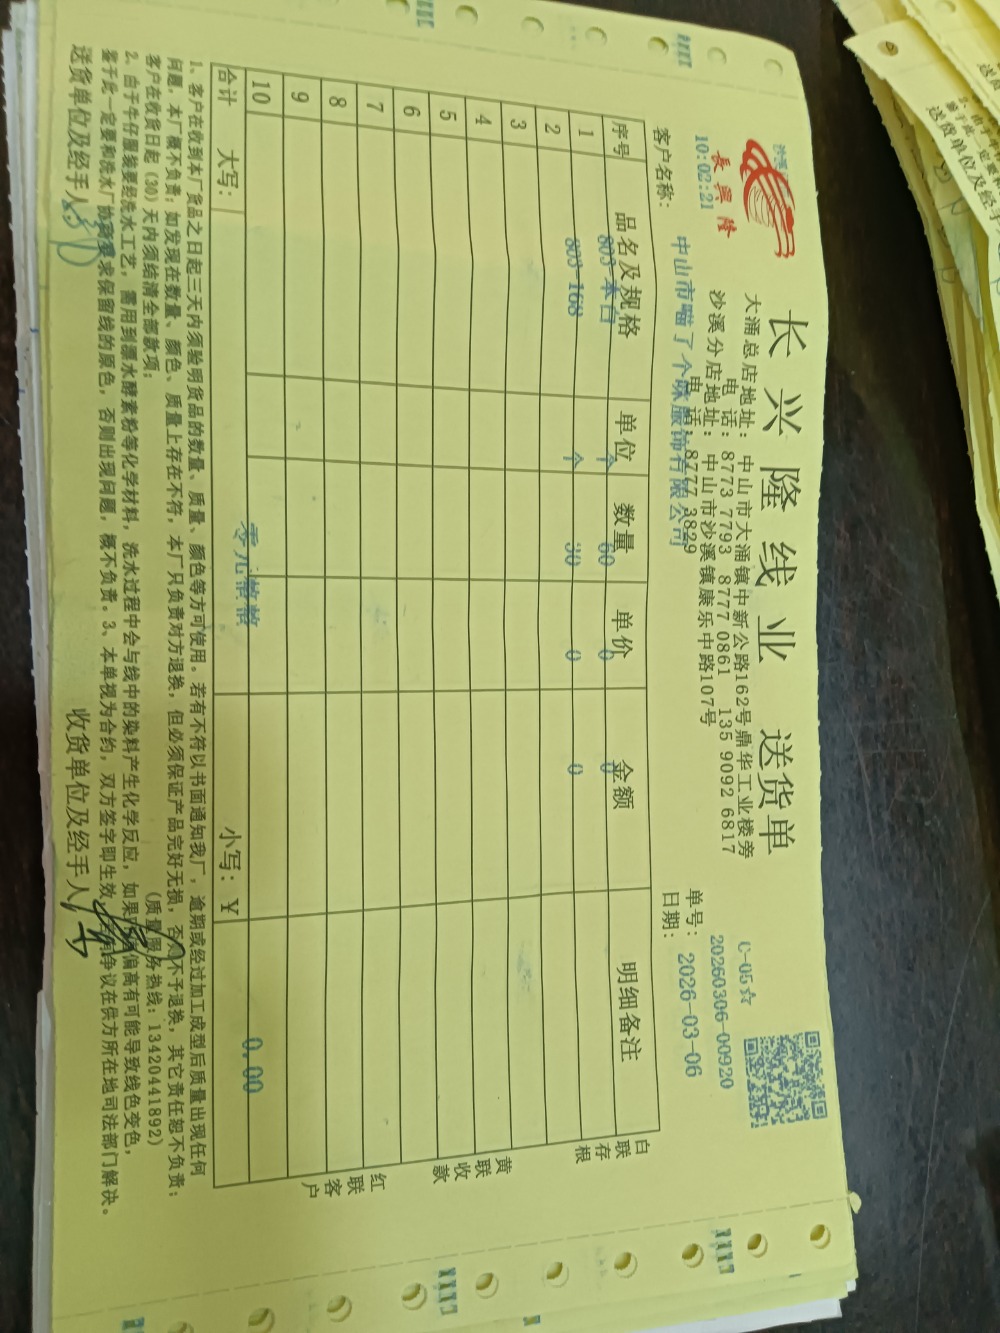 长兴隆线业 送货单
長興隆
10:02:21
大涌总店地址：中山市大涌镇中新公路162号鼎华工业楼旁
电 话：8773 7793 8777 0861 135 9092 6817
沙溪分店地址：中山市沙溪镇康乐中路107号
电 话：8777 3829
C-05☆
单号：20260306-00920
日期：2026-03-06
客户名称：中山市喵了个咪服饰有限公司
序号 品名及规格 单位 数量 单价 金额 明细备注
1 803-本白 个 60 0 0
2 803-168 个 30 0 0
3
4
5
6
7
8
9
10
合计 大写：零元整整 小写：¥ 0.00
白联存根
黄联收款
红联客户
1、客户在收到本厂货品之日起三天内须验明货品的数量、质量、颜色等方可使用。若有不符以书面通知我厂，逾期或经过加工成型后质量出现任何
问题，本厂概不负责；如发现在数量、颜色、质量上存在不符，本厂只负责对方退换，但必须保证产品完好无损，否则不予退换，其它责任恕不负责；
客户在收货日起（30）天内须结清全部款项；（质量服务热线：13420441892）
2、由于牛仔服装要经洗水工艺，需用到漂水酵素粉等化学材料，洗水过程中会与线中的染料产生化学反应，如果 偏高有可能导致线色变色，
鉴于此一定要和洗水厂协商要求保留线的原色，否则出现问题，概不负责。3、本单视为合约，双方签字即生效， 争议在供方所在地司法部门解决。
送货单位及经手人 收货单位及经手人